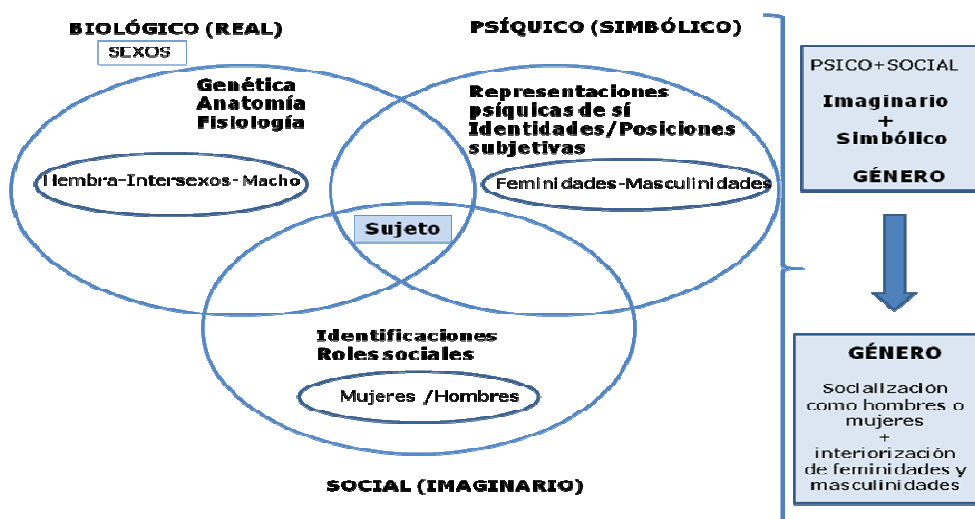 BIOLÓGICO (REAL)
SEXOS
Genética
Anatomía
Fisiología
Hembra-Intersexos-Macho
PSÍQUICO (SIMBÓLICO)
Representaciones
psíquicas de sí
Identidades/Posiciones
subjetivas
Feminidades-Masculinidades
Sujeto
Identificaciones
Roles sociales
Mujeres /Hombres
SOCIAL (IMAGINARIO)
PSICO+SOCIAL
Imaginario
+
Simbólico
GÉNERO
GÉNERO
Socialización
como hombres o
mujeres
+
interiorización
de feminidades y
masculinidades